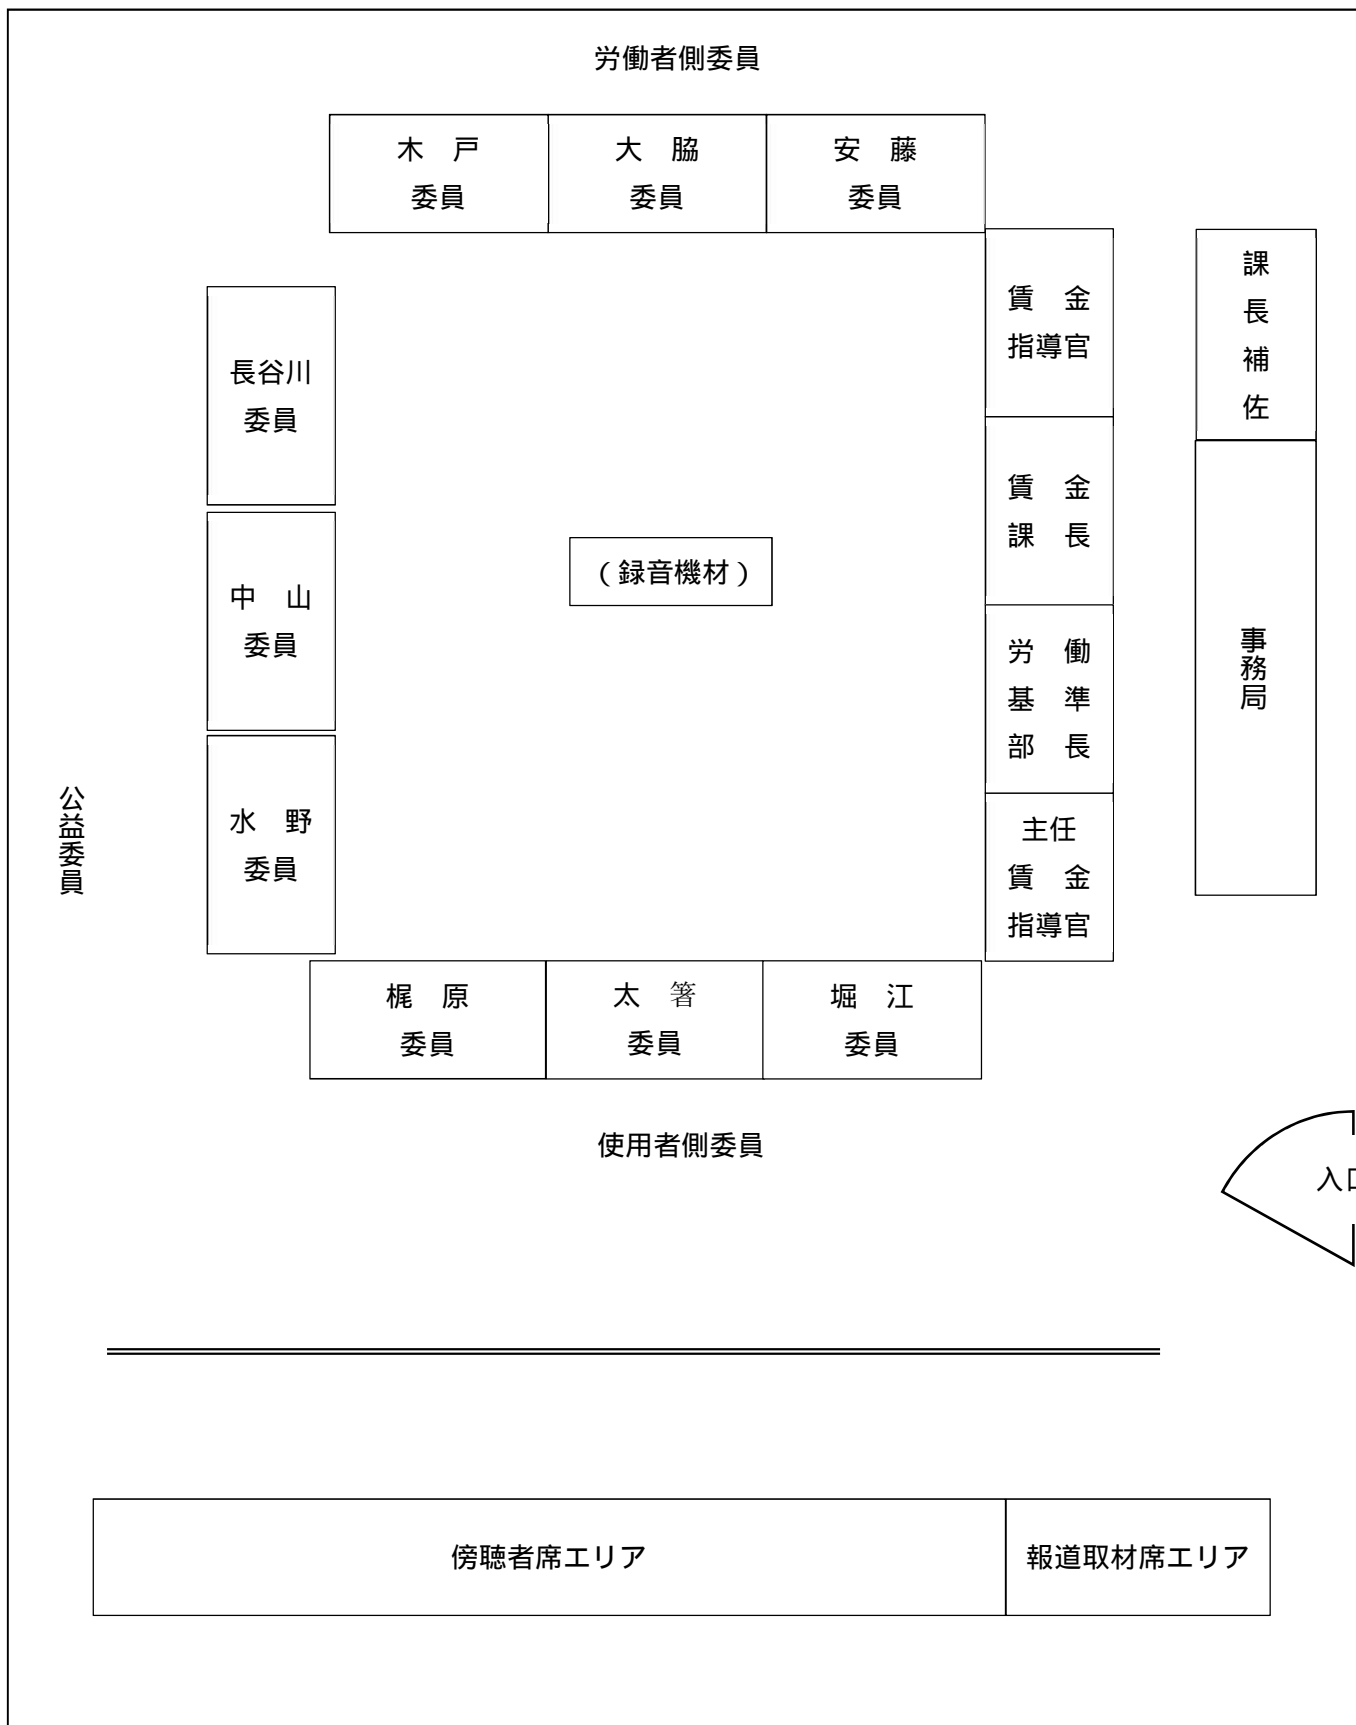 労働者側委員
木　戸
委員
大　脇
委員
安　藤
委員
賃　金
指導官
課長補佐
長谷川
委員
賃　金
課　長
（録音機材）
中　山
委員
労　働
基　準
部　長
事務局
公益委員
水　野
委員
主任
賃　金
指導官
梶　原
委員
太　箸
委員
堀　江
委員
使用者側委員
入口
傍聴者席エリア
報道取材席エリア